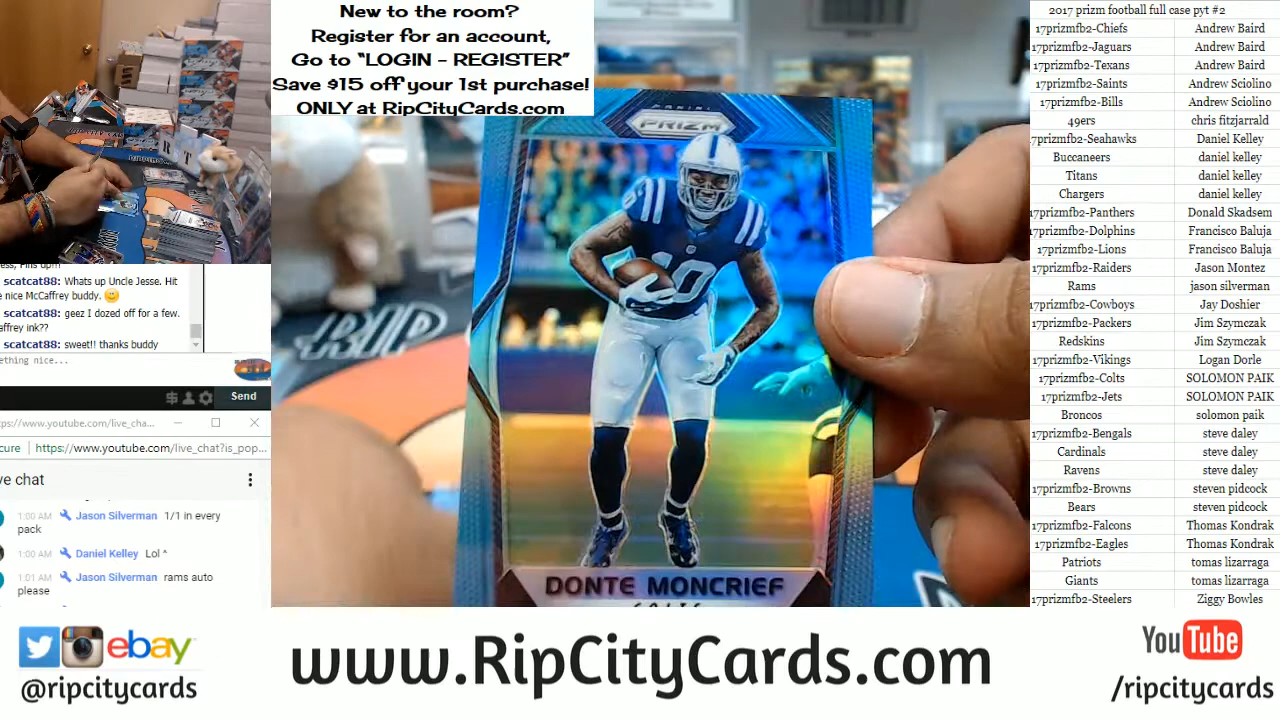 New to the room?
Register for an account,
Go to “LOGIN - REGISTER”
Save $15 off your 1st purchase!
ONLY at RipCityCards.com
PANINI
PRIZM
10
DONTE MONCRIEF
scatcat88: Whats up Uncle Jesse. Hit
nice McCaffrey buddy.
scatcat88: geez I dozed off for a few.
affrey ink??
scatcat88: sweet!! thanks buddy
ething nice...
Send
ps://www.youtube.com/live_cha...
cure https://www.youtube.com/live_chat?is_pop...
ve chat
1:00 AM Jason Silverman 1/1 in every
pack
1:00 AM Daniel Kelley Lol ^
1:01 AM Jason Silverman rams auto
please
2017 prizm football full case pyt #2
17prizmfb2-Chiefs Andrew Baird
17prizmfb2-Jaguars Andrew Baird
17prizmfb2-Texans Andrew Baird
17prizmfb2-Saints Andrew Sciolino
17prizmfb2-Bills Andrew Sciolino
49ers chris fitzjarrald
7prizmfb2-Seahawks Daniel Kelley
Buccaneers daniel kelley
Titans daniel kelley
Chargers daniel kelley
17prizmfb2-Panthers Donald Skadsem
17prizmfb2-Dolphins Francisco Baluja
17prizmfb2-Lions Francisco Baluja
17prizmfb2-Raiders Jason Montez
Rams jason silverman
17prizmfb2-Cowboys Jay Doshier
17prizmfb2-Packers Jim Szymczak
Redskins Jim Szymczak
17prizmfb2-Vikings Logan Dorle
17prizmfb2-Colts SOLOMON PAIK
17prizmfb2-Jets SOLOMON PAIK
Broncos solomon paik
17prizmfb2-Bengals steve daley
Cardinals steve daley
Ravens steve daley
17prizmfb2-Browns steven pidcock
Bears steven pidcock
17prizmfb2-Falcons Thomas Kondrak
17prizmfb2-Eagles Thomas Kondrak
Patriots tomas lizarraga
Giants tomas lizarraga
17prizmfb2-Steelers Ziggy Bowles
ebay
@ripcitycards
www.RipCityCards.com
YouTube
/ripcitycards